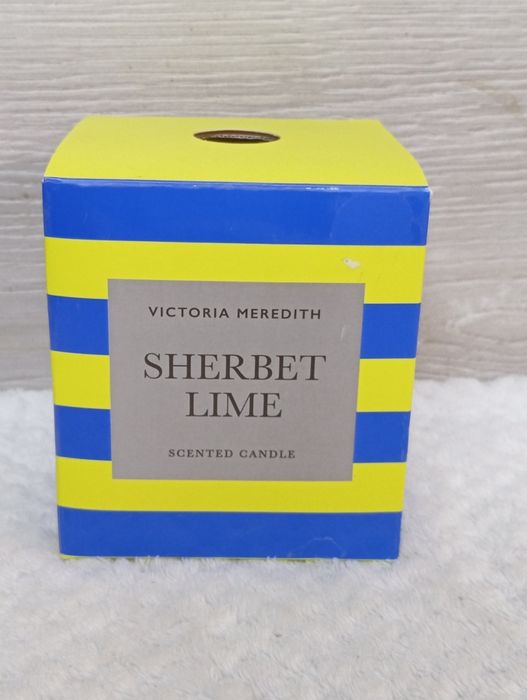 VICTORIA MEREDITH
SHERBET
LIME
SCENTED CANDLE